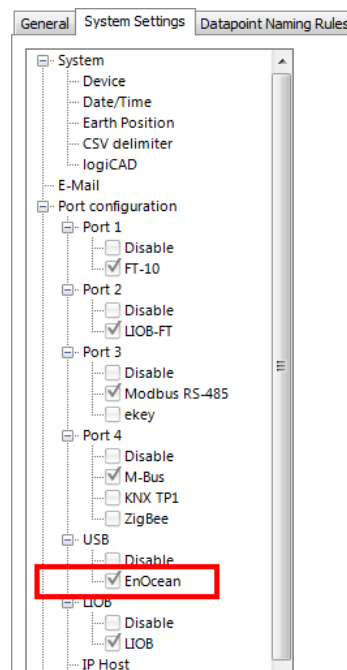 General System Settings Datapoint Naming Rules
System
Device
Date/Time
Earth Position
CSV delimiter
logiCAD
E-Mail
Port configuration
Port 1
Disable
FT-10
Port 2
Disable
LIOB-FT
Port 3
Disable
Modbus RS-485
ekey
Port 4
Disable
M-Bus
KNX TP1
ZigBee
USB
Disable
EnOcean
LIOB
Disable
LIOB
IP Host